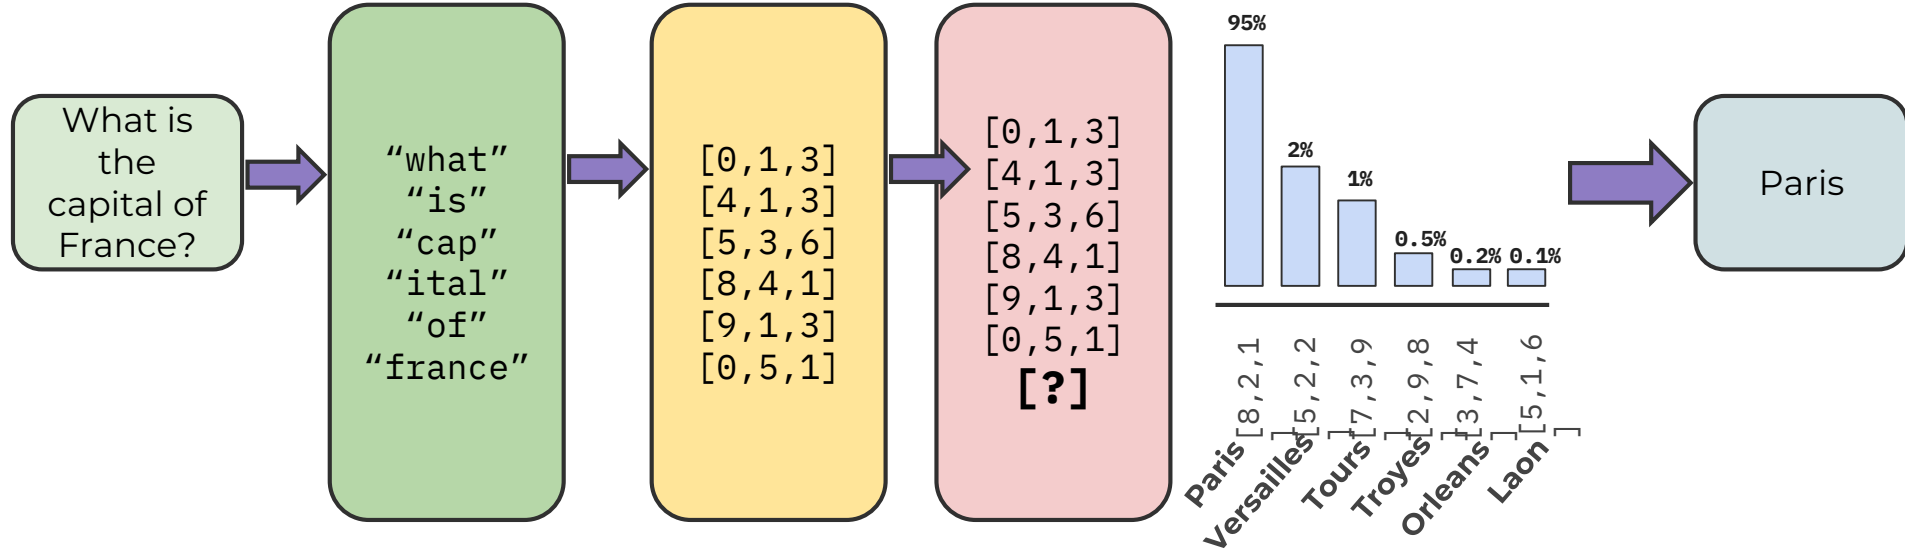 What is
the
capital of
France?
“what”
“is”
“cap”
“ital”
“of”
“france”
[0,1,3]
[4,1,3]
[5,3,6]
[8,4,1]
[9,1,3]
[0,5,1]
[0,1,3]
[4,1,3]
[5,3,6]
[8,4,1]
[9,1,3]
[0,5,1]
[?]
95%
2%
1%
0.5%
0.2%
0.1%
[8,2,1
]
[5,2,2
]
[7,3,9
]
[2,9,8
]
[3,7,4
]
[5,1,6
]
Paris
Versailles
Tours
Troyes
Orleans
Laon
Paris